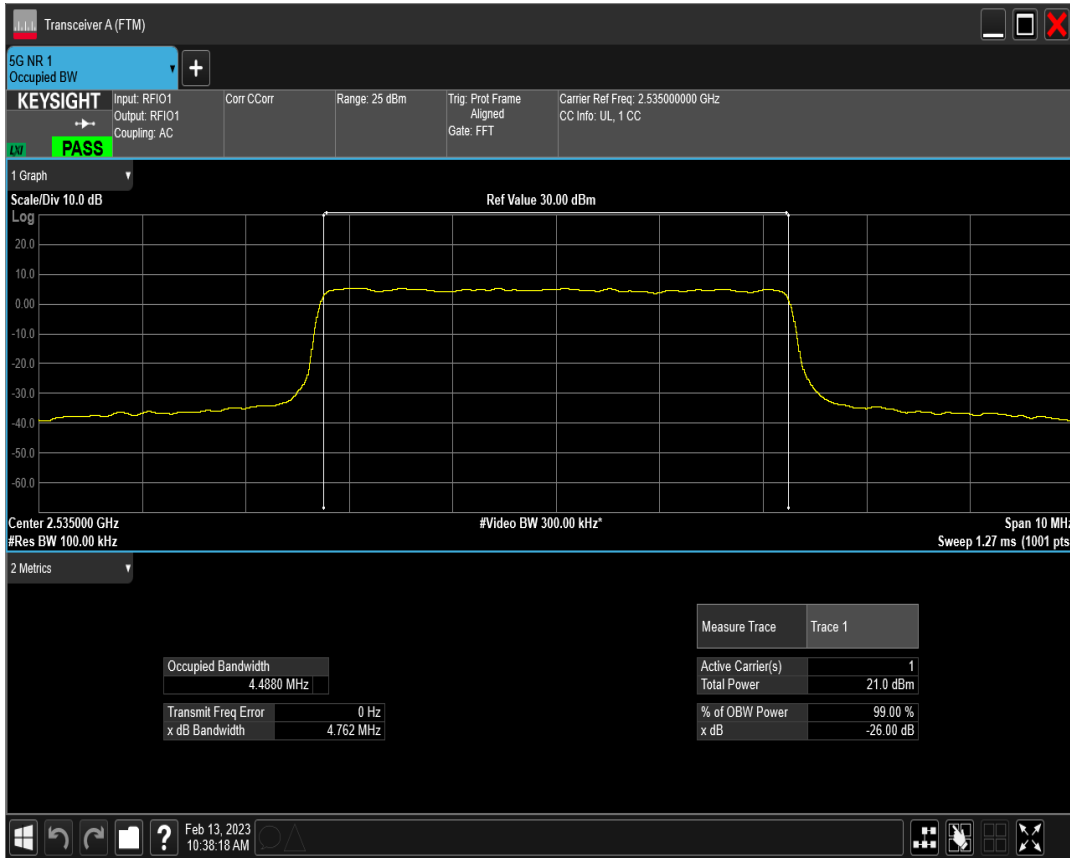 Transceiver A (FTM)
5G NR 1
Occupied BW
+
KEYSIGHT
LXI
PASS
Input: RFIO1
Output: RFIO1
Coupling: AC
Corr CCorr
Range: 25 dBm
Trig: Prot Frame
Aligned
Gate: FFT
Carrier Ref Freq: 2.535000000 GHz
CC Info: UL, 1 CC
1 Graph
Scale/Div 10.0 dB
Ref Value 30.00 dBm
Log
20.0
10.0
0.00
-10.0
-20.0
-30.0
-40.0
-50.0
-60.0
Center 2.535000 GHz
#Video BW 300.00 kHz*
Span 10 MHz
#Res BW 100.00 kHz
Sweep 1.27 ms (1001 pts
2 Metrics
Measure Trace Trace 1
Occupied Bandwidth
4.4880 MHz
Active Carrier(s) 1
Total Power 21.0 dBm
Transmit Freq Error 0 Hz
x dB Bandwidth 4.762 MHz
% of OBW Power 99.00 %
x dB -26.00 dB
?
Feb 13, 2023
10:38:18 AM